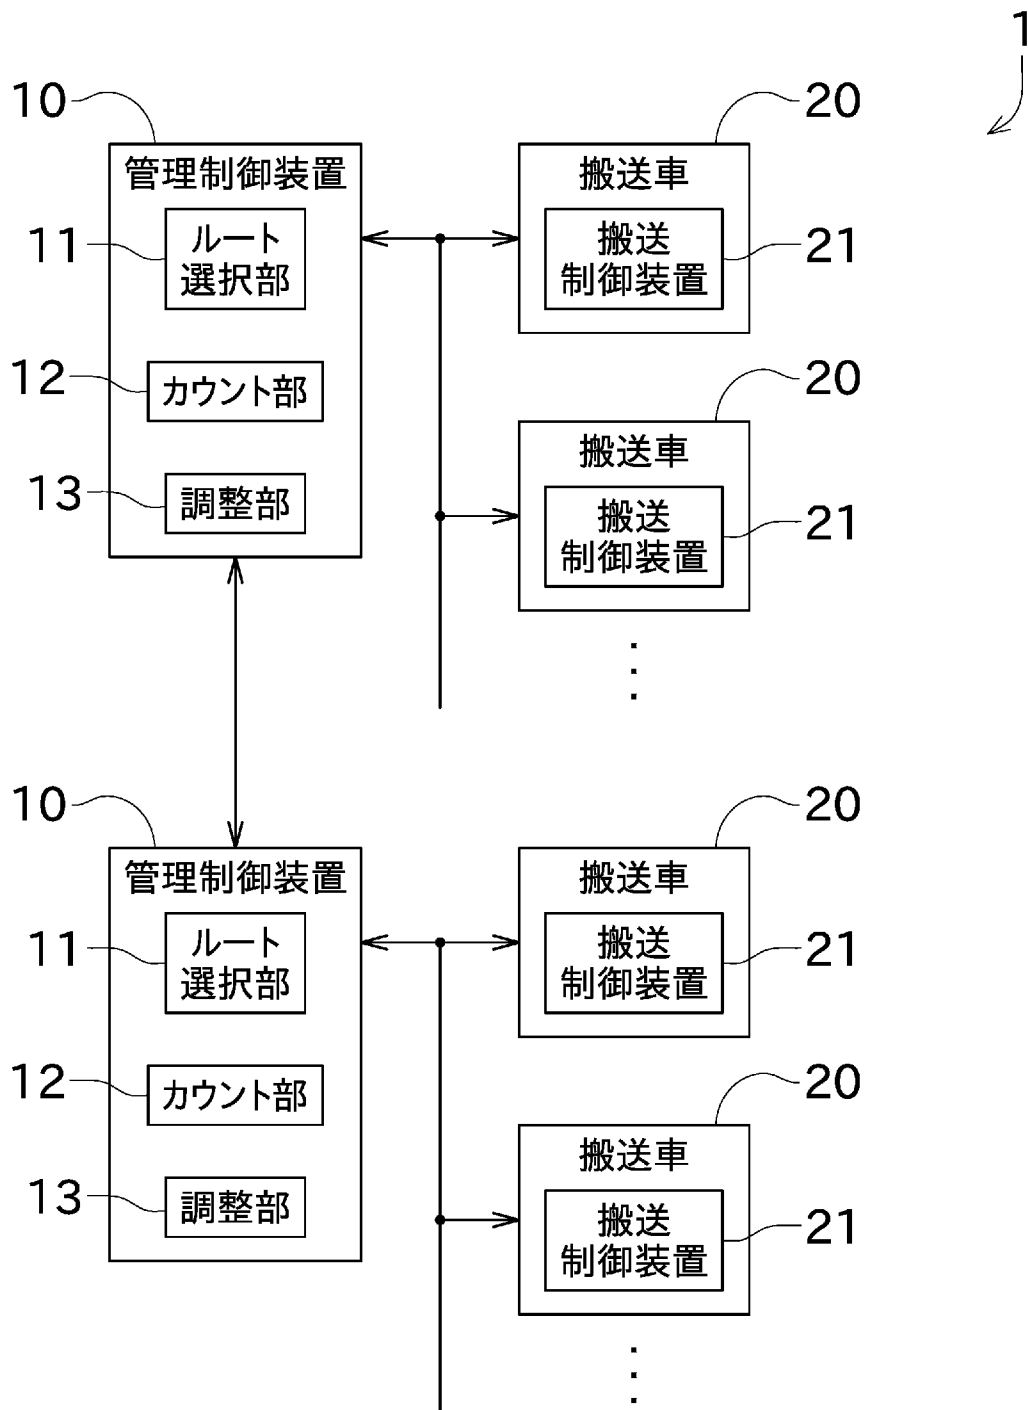 1
10
20
管理制御装置
搬送車
11
ルート
選択部
搬送
制御装置
21
12
カウント部
20
搬送車
13
調整部
搬送
制御装置
21
10
20
管理制御装置
搬送車
11
ルート
選択部
搬送
制御装置
21
12
カウント部
20
搬送車
13
調整部
搬送
制御装置
21